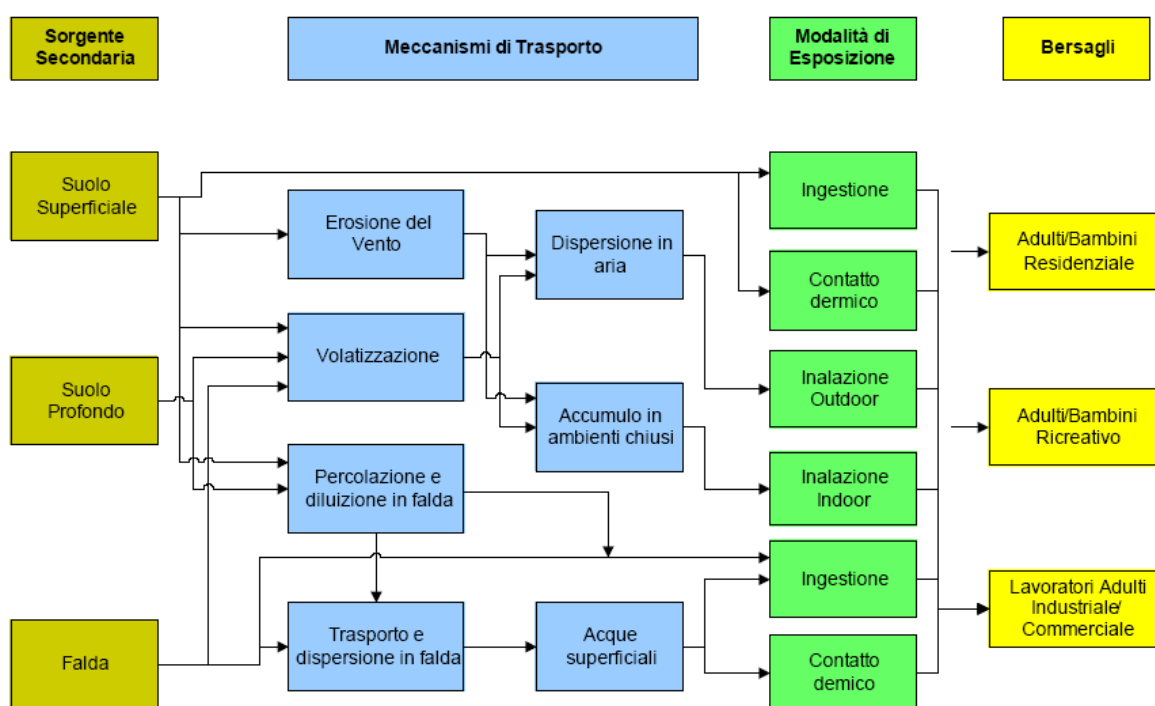 Sorgente
Secondaria
Meccanismi di Trasporto
Modalità di
Esposizione
Bersagli
Suolo
Superficiale
Erosione del
Vento
Dispersione in
aria
Ingestione
Adulti/Bambini
Residenziale
Contatto
dermico
Volatizzazione
Suolo
Profondo
Accumulo in
ambienti chiusi
Inalazione
Outdoor
Adulti/Bambini
Ricreativo
Percolazione e
diluizione in falda
Inalazione
Indoor
Ingestione
Lavoratori Adulti
Industriale/
Commerciale
Falda
Trasporto e
dispersione in falda
Acque
superficiali
Contatto
demico